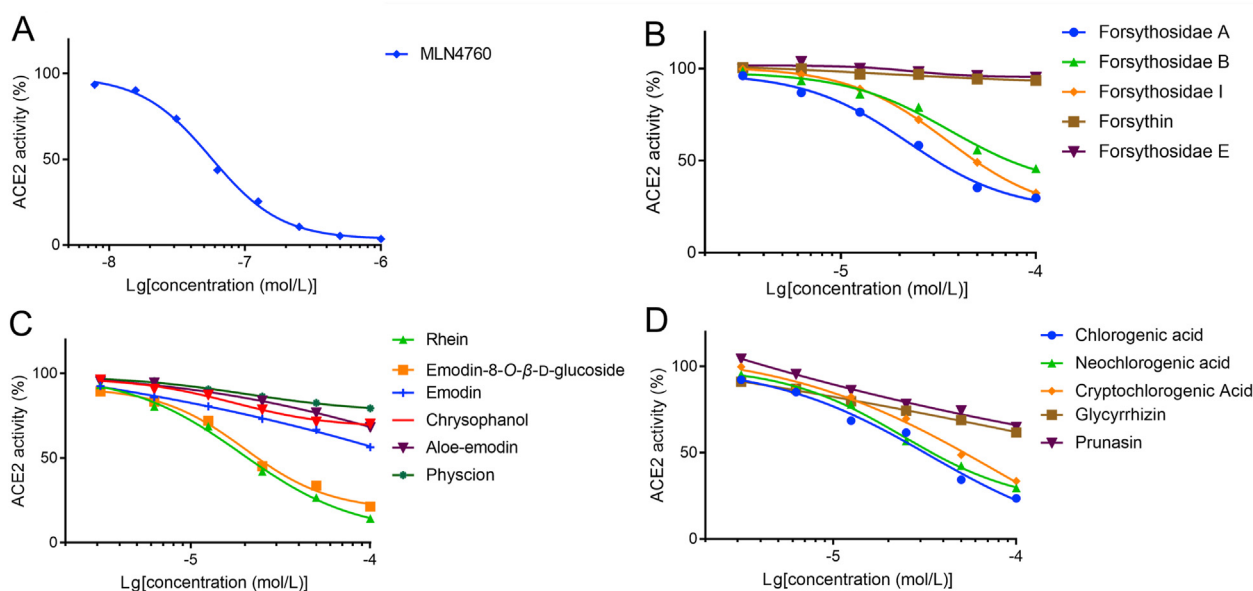 A
MLN4760
100
50
0
ACE2 activity (%)
-8
-7
-6
Lg[concentration (mol/L)]
B
Forsythosidae A
Forsythosidae B
Forsythosidae I
Forsythin
Forsythosidae E
100
50
0
ACE2 activity (%)
-5
-4
Lg[concentration (mol/L)]
C
Rhein
Emodin-8-O-β-D-glucoside
Emodin
Chrysophanol
Aloe-emodin
Physcion
100
50
0
ACE2 activity (%)
-5
-4
Lg[concentration (mol/L)]
D
Chlorogenic acid
Neochlorogenic acid
Cryptochlorogenic Acid
Glycyrrhizin
Prunasin
100
50
0
ACE2 activity (%)
-5
-4
Lg[concentration (mol/L)]